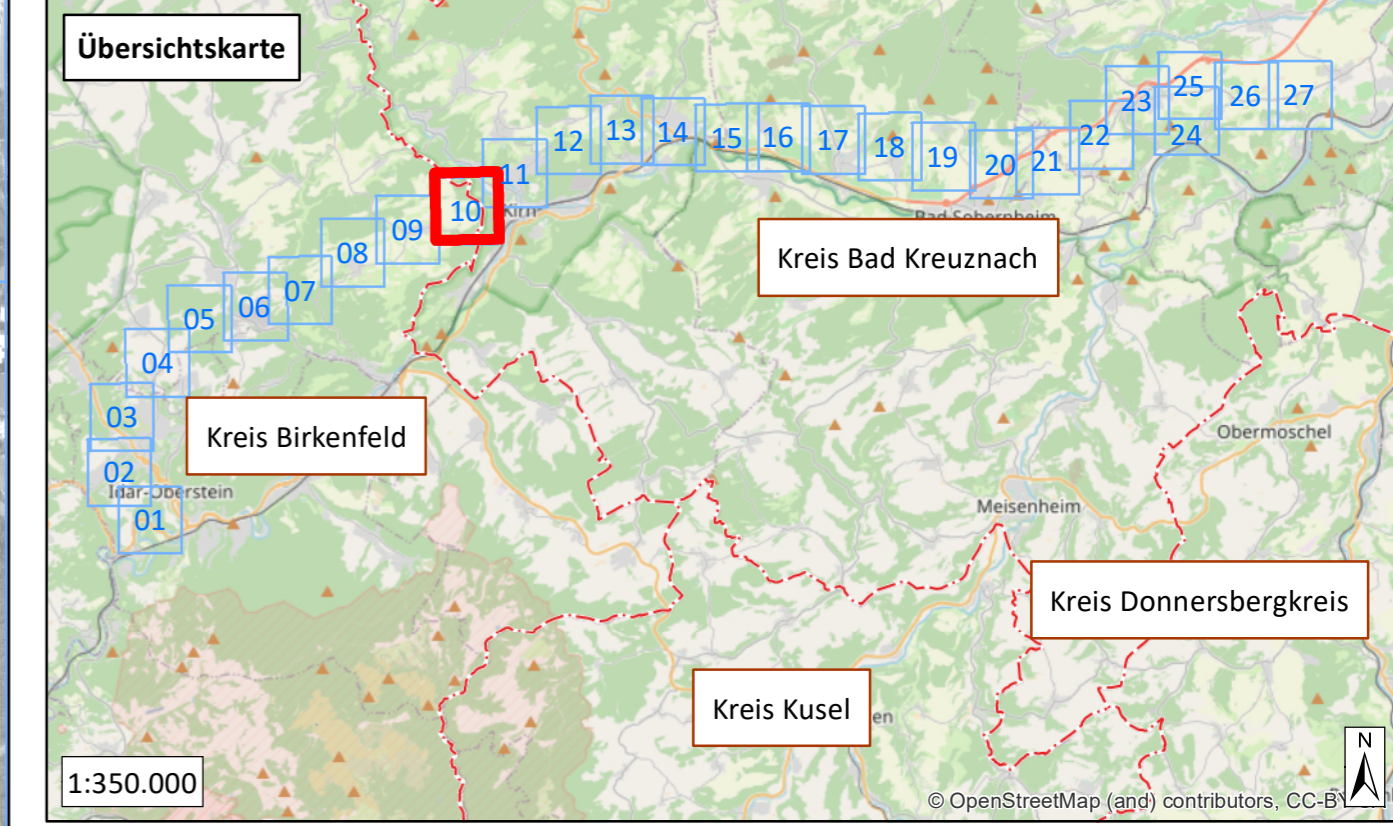 Übersichtskarte
25
23
26
27
12
13
14
15
16
17
18
19
20
21
22
24
11
10
Kirn
09
08
Bad Sobernheim
Kreis Bad Kreuznach
07
06
05
04
03
Kreis Birkenfeld
Obermoschel
02
Idar-Oberstein
01
Meisenheim
Kreis Donnersbergkreis
Kreis Kusel
en
N
1:350.000
© OpenStreetMap (and) contributors, CC-BY